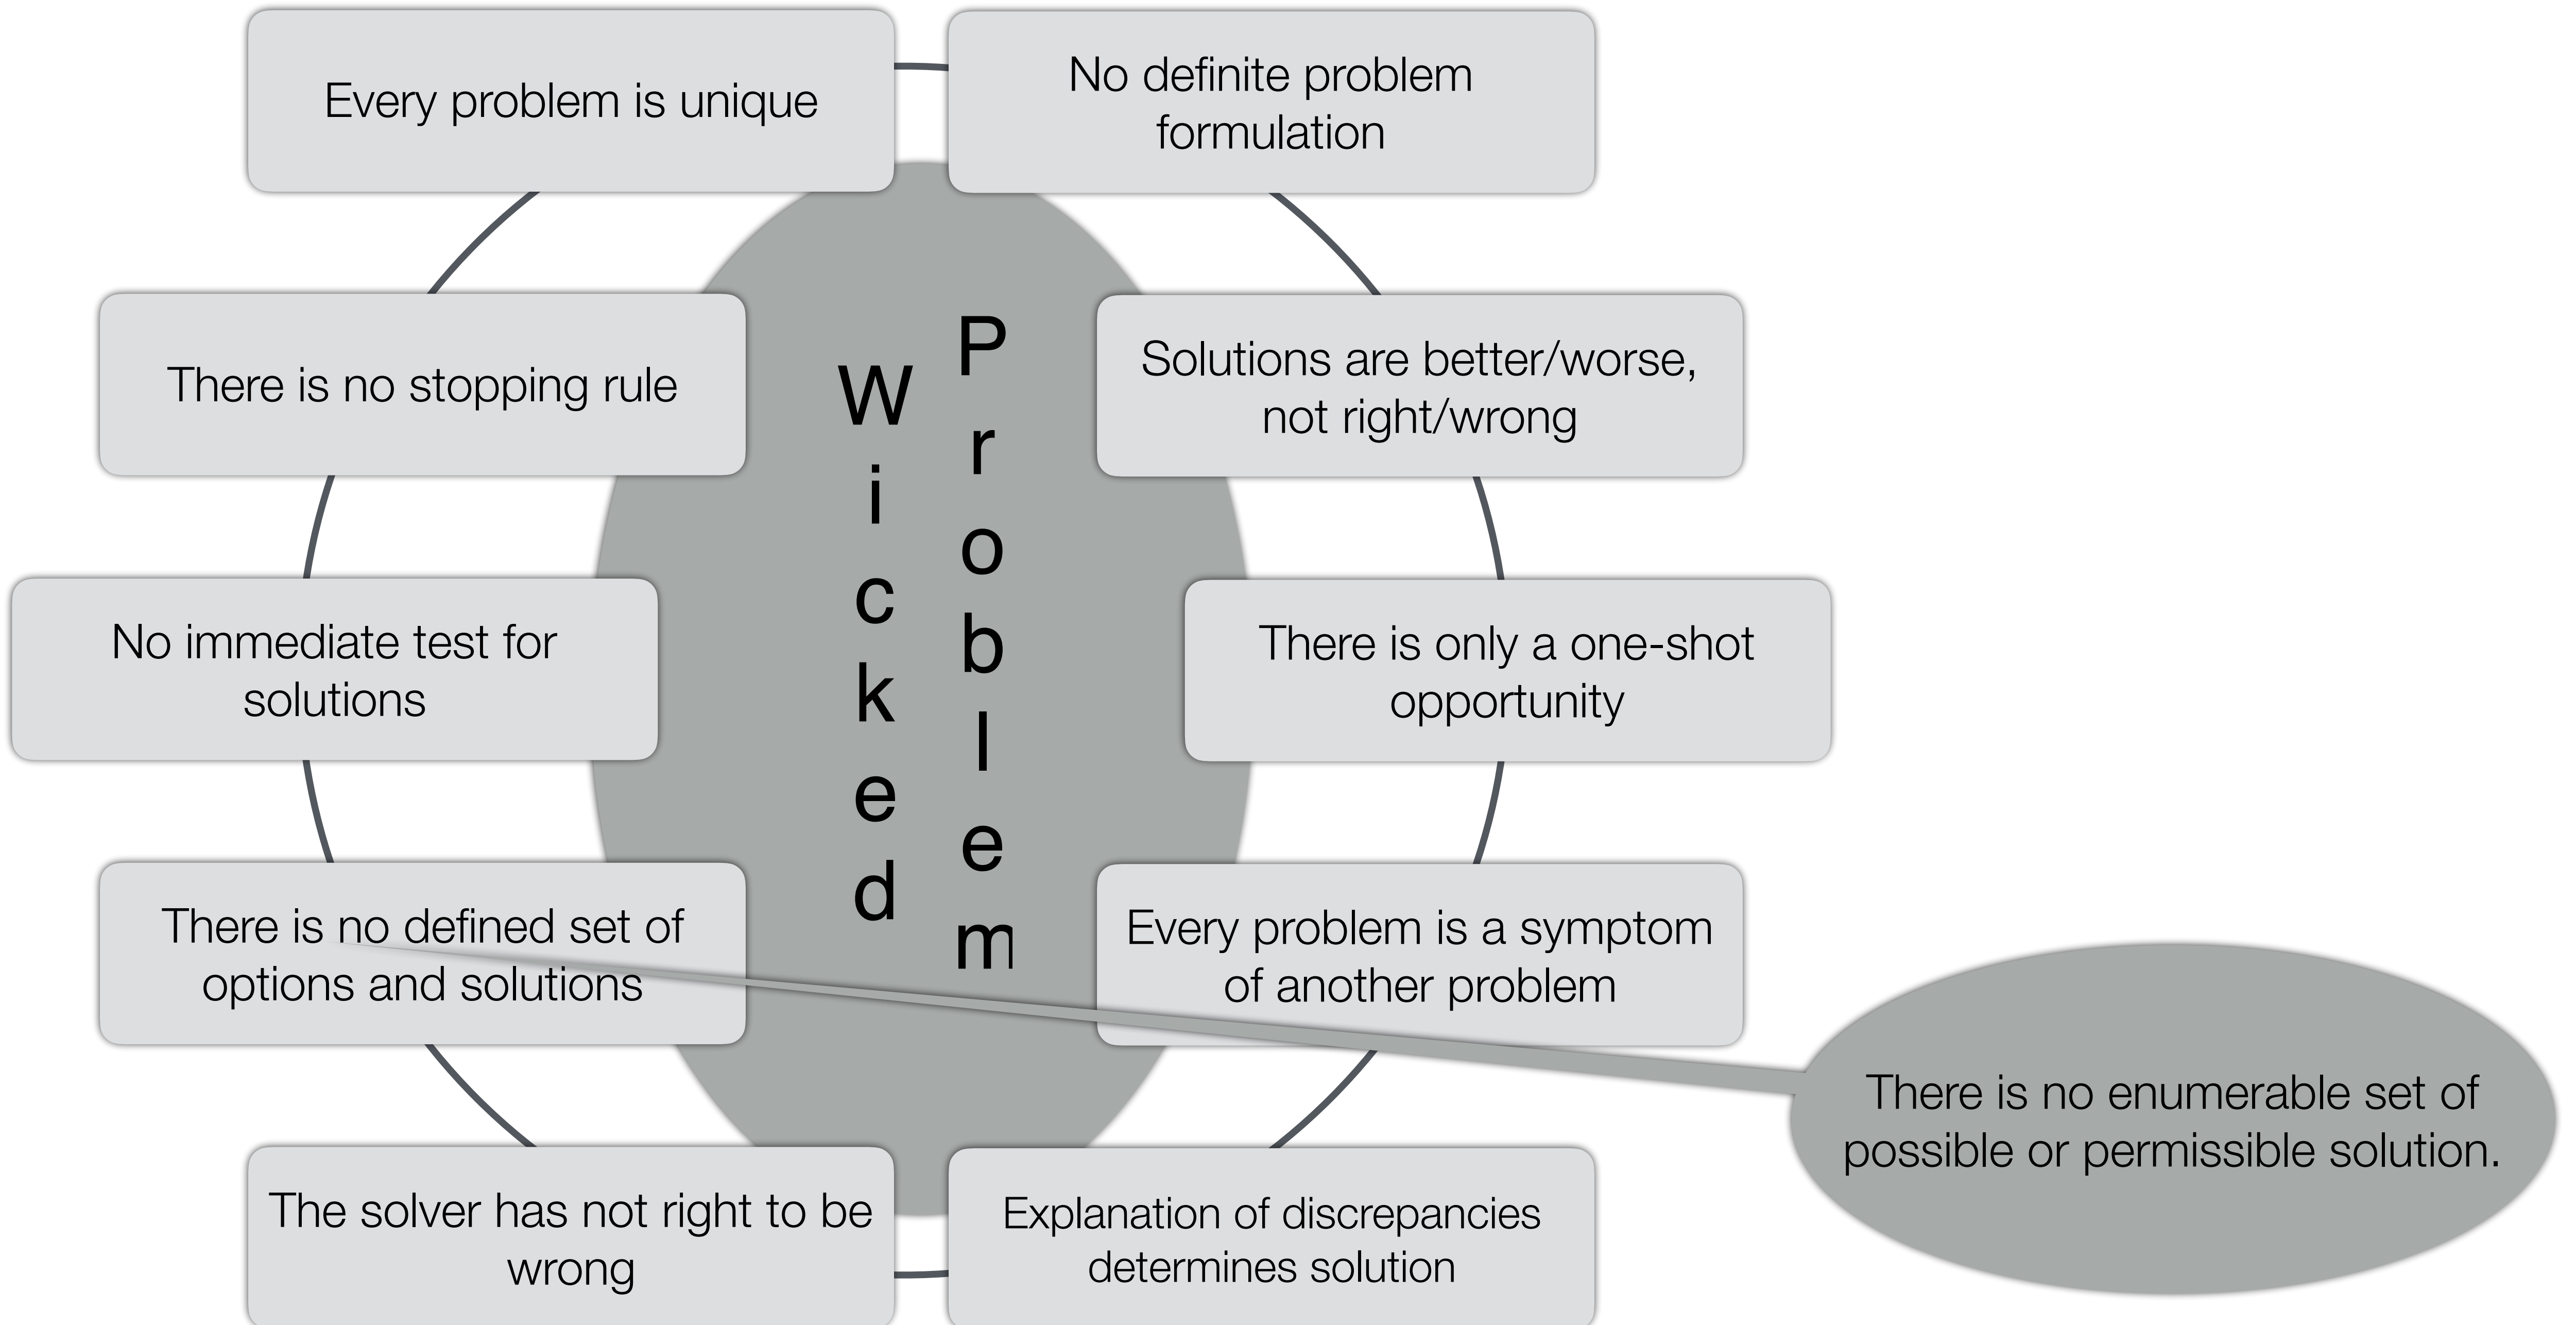 Every problem is unique
No definite problem
formulation
There is no stopping rule
Solutions are better/worse,
not right/wrong
Wicked
Problem
No immediate test for
solutions
There is only a one-shot
opportunity
There is no defined set of
options and solutions
Every problem is a symptom
of another problem
There is no enumerable set of
possible or permissible solution.
The solver has not right to be
wrong
Explanation of discrepancies
determines solution